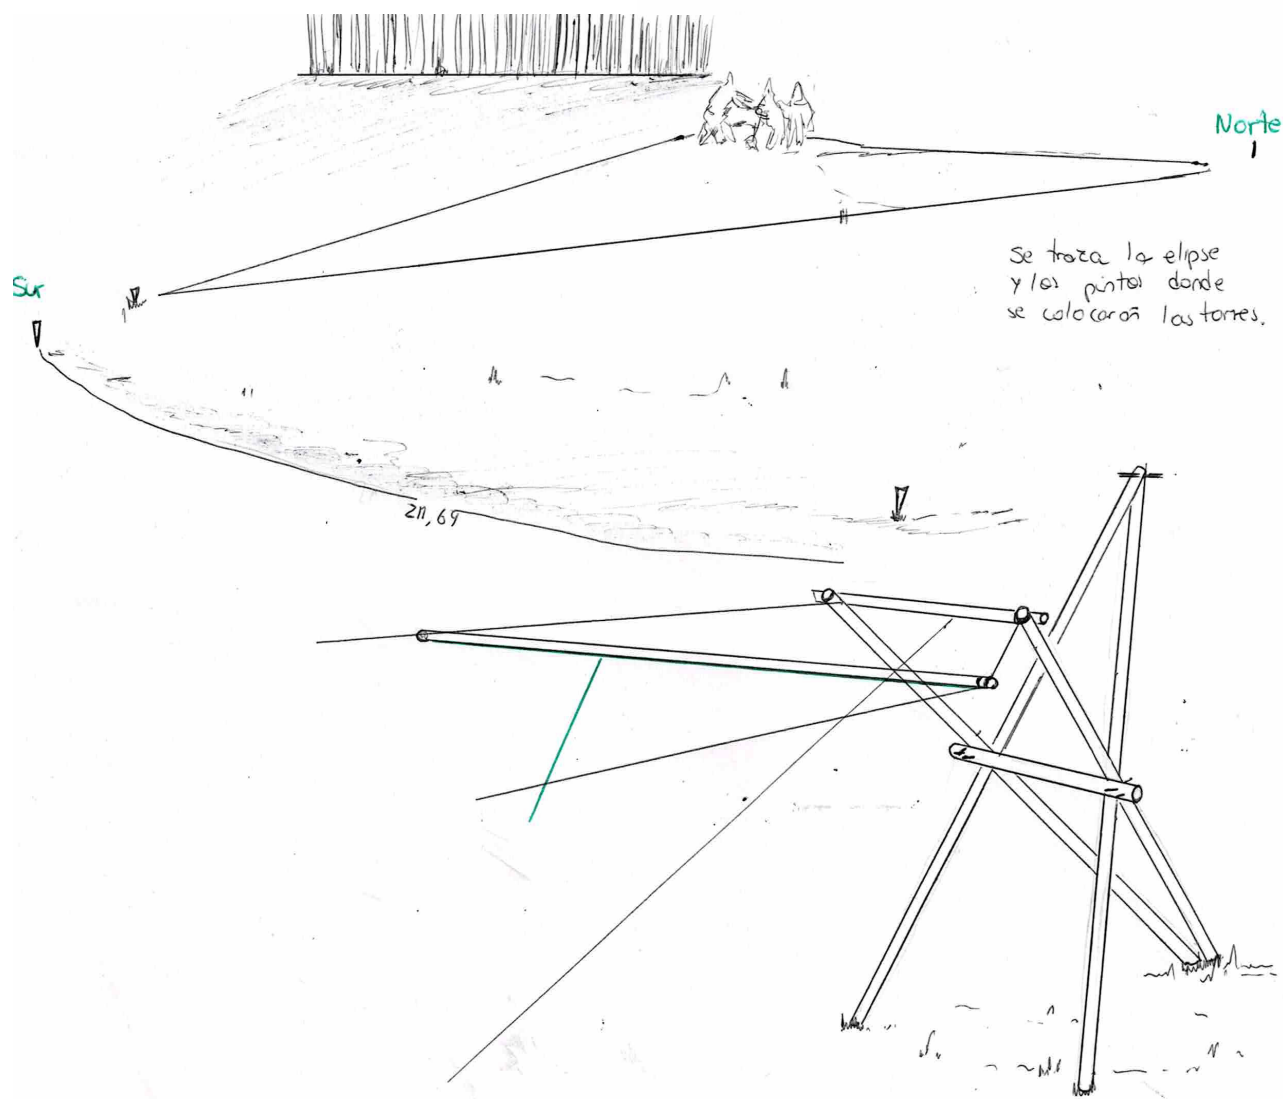 Norte
Sur
se traza la elipse
y los puntos donde
se colocarán las torres.
211,69